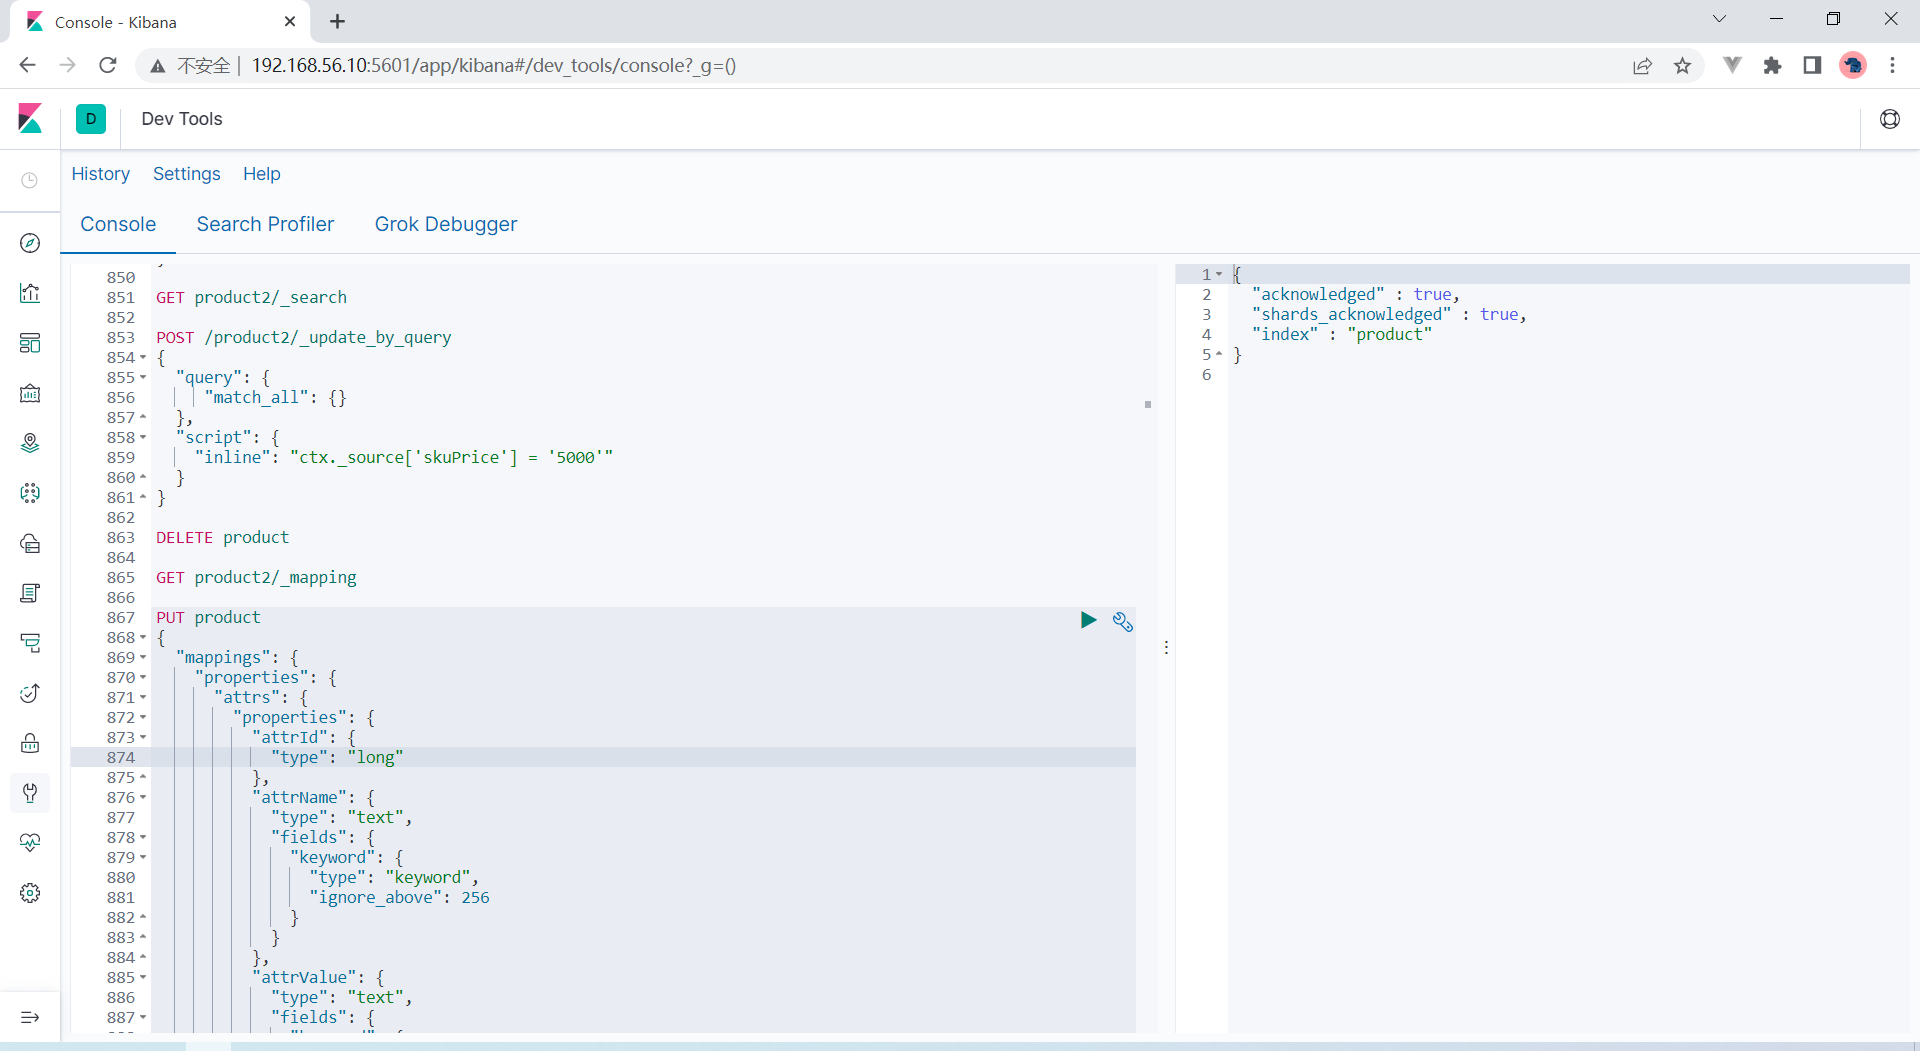 Console - Kibana
不安全 192.168.56.10:5601/app/kibana#/dev_tools/console?_g=()
D Dev Tools
History Settings Help
Console Search Profiler Grok Debugger
850
851 GET product2/_search
852
853 POST /product2/_update_by_query
854 {
855 "query": {
856 "match_all": {}
857 },
858 "script": {
859 "inline": "ctx._source['skuPrice'] = '5000'"
860 }
861 }
862
863 DELETE product
864
865 GET product2/_mapping
866
867 PUT product
868 {
869 "mappings": {
870 "properties": {
871 "attrs": {
872 "properties": {
873 "attrId": {
874 "type": "long"
875 },
876 "attrName": {
877 "type": "text",
878 "fields": {
879 "keyword": {
880 "type": "keyword",
881 "ignore_above": 256
882 }
883 }
884 },
885 "attrValue": {
886 "type": "text",
887 "fields": {
1 {
2 "acknowledged" : true,
3 "shards_acknowledged" : true,
4 "index" : "product"
5 }
6